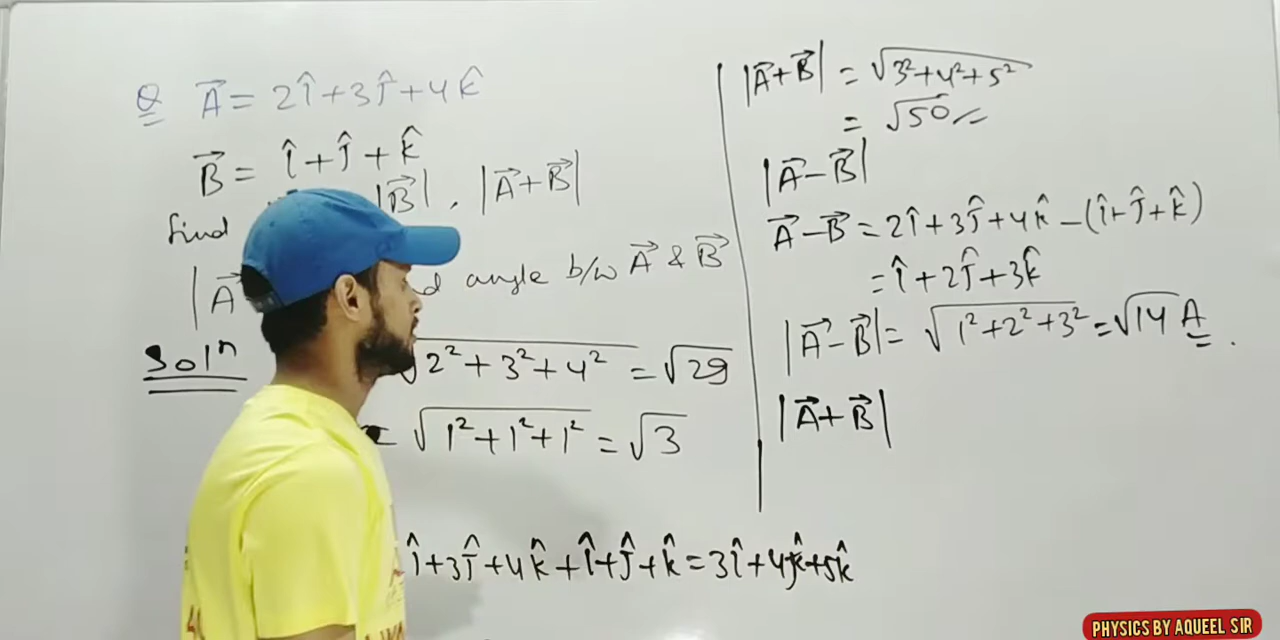 Q A⃗ = 2î+3ĵ+4k̂
B⃗ = î+ĵ+k̂
find |B⃗|, |A⃗+B⃗|
|A⃗ angle b/w A⃗ & B⃗
Solⁿ √2²+3²+4² = √29
= √1²+1²+1² = √3
î+3ĵ+4k̂+î+ĵ+k̂=3î+4ĵ+5k̂
|A⃗+B⃗| = √3²+4²+5²
= √50
|A⃗-B⃗|
A⃗-B⃗ = 2î+3ĵ+4k̂-(î+ĵ+k̂)
= î+2ĵ+3k̂
|A⃗-B⃗| = √1²+2²+3² = √14 A.
|A⃗+B⃗|
PHYSICS BY AQUEEL SIR